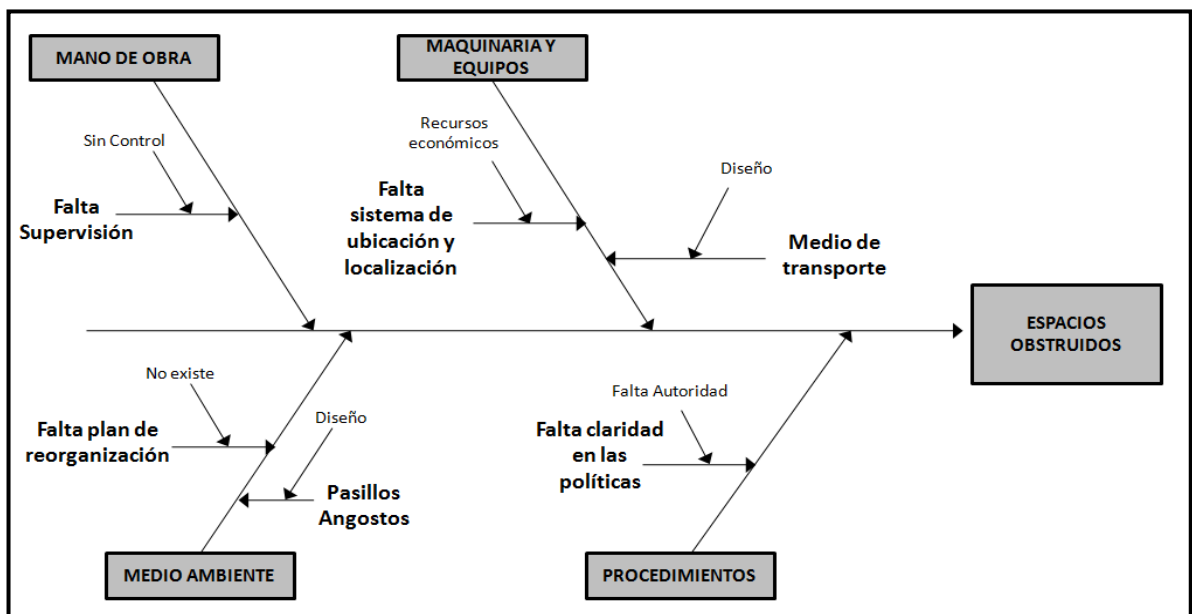 MANO DE OBRA
MAQUINARIA Y
EQUIPOS
Sin Control
Falta
Supervisión
Recursos
económicos
Falta
sistema de
ubicación y
localización
Diseño
Medio de
transporte
ESPACIOS
OBSTRUIDOS
No existe
Falta plan de
reorganización
Diseño
Pasillos
Angostos
Falta Autoridad
Falta claridad
en las
políticas
MEDIO AMBIENTE
PROCEDIMIENTOS